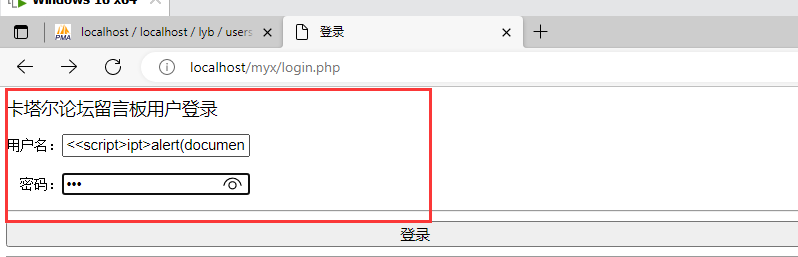 Windows 10 x64
localhost / localhost / lyb / users
登录
localhost/myx/login.php
卡塔尔论坛留言板用户登录
用户名：<<script>ipt>alert(documen
密码：•••
登录